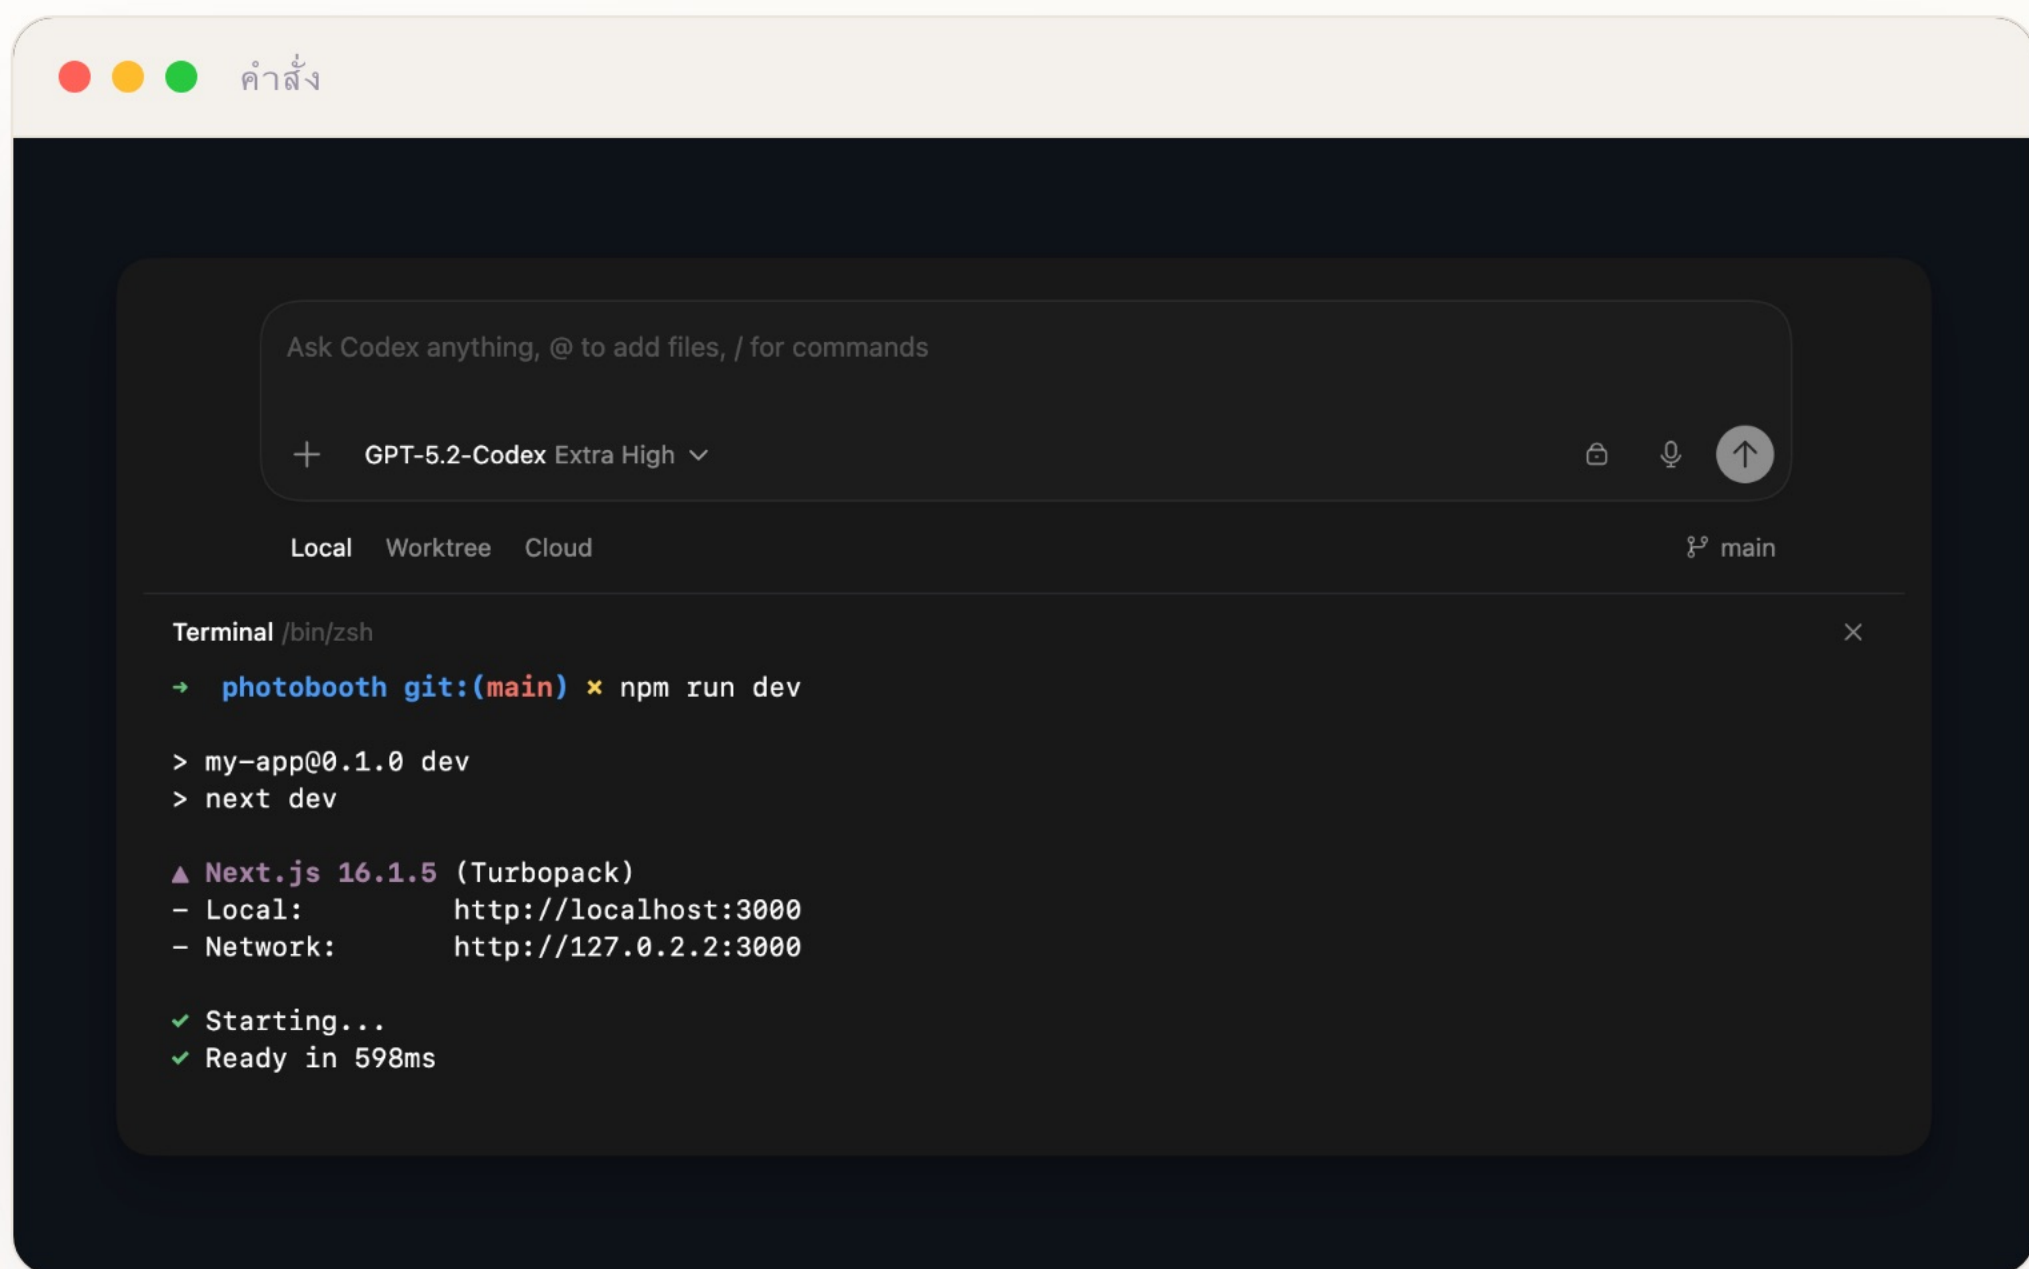 คำสั่ง
Ask Codex anything, @ to add files, / for commands
GPT-5.2-Codex Extra High
Local Worktree Cloud main
Terminal /bin/zsh
➜ photobooth git:(main) ✗ npm run dev
> my-app@0.1.0 dev
> next dev
▲ Next.js 16.1.5 (Turbopack)
– Local: http://localhost:3000
– Network: http://127.0.2.2:3000
✓ Starting...
✓ Ready in 598ms